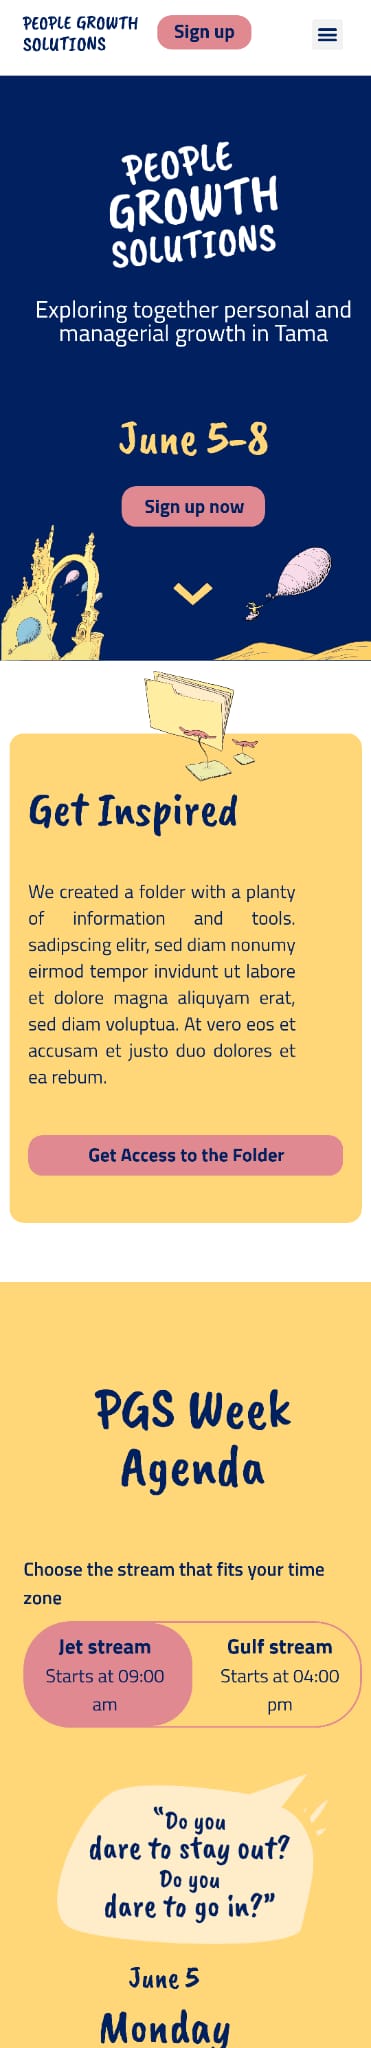 PEOPLE GROWTH
SOLUTIONS
Sign up
PEOPLE
GROWTH
SOLUTIONS
Exploring together personal and
managerial growth in Tama
June 5-8
Sign up now
Get Inspired
We created a folder with a planty
of information and tools.
sadipscing elitr, sed diam nonumy
eirmod tempor invidunt ut labore
et dolore magna aliquyam erat,
sed diam voluptua. At vero eos et
accusam et justo duo dolores et
ea rebum.
Get Access to the Folder
PGS Week
Agenda
Choose the stream that fits your time
zone
Jet stream
Starts at 09:00
am
Gulf stream
Starts at 04:00
pm
“Do you
dare to stay out?
Do you
dare to go in?”
June 5
Monday